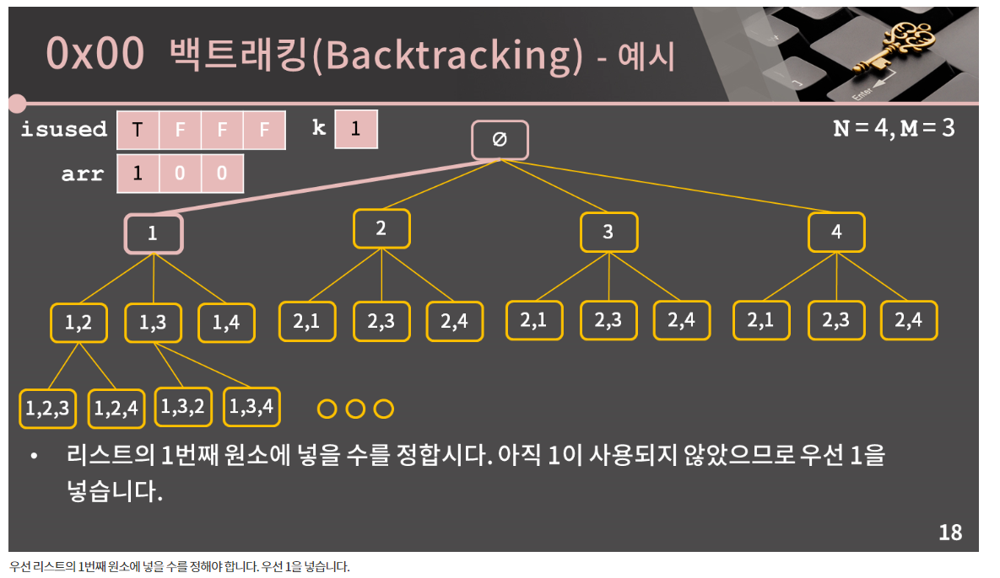 0x00 백트래킹(Backtracking) - 예시
Enter
isused T F F F k 1
N = 4, M = 3
∅
arr 1 0 0
1 2 3 4
1,2 1,3 1,4 2,1 2,3 2,4 2,1 2,3 2,4 2,1 2,3 2,4
1,2,3 1,2,4 1,3,2 1,3,4
• 리스트의 1번째 원소에 넣을 수를 정합시다. 아직 1이 사용되지 않았으므로 우선 1을
넣습니다.
18
우선 리스트의 1번째 원소에 넣을 수를 정해야 합니다. 우선 1을 넣습니다.